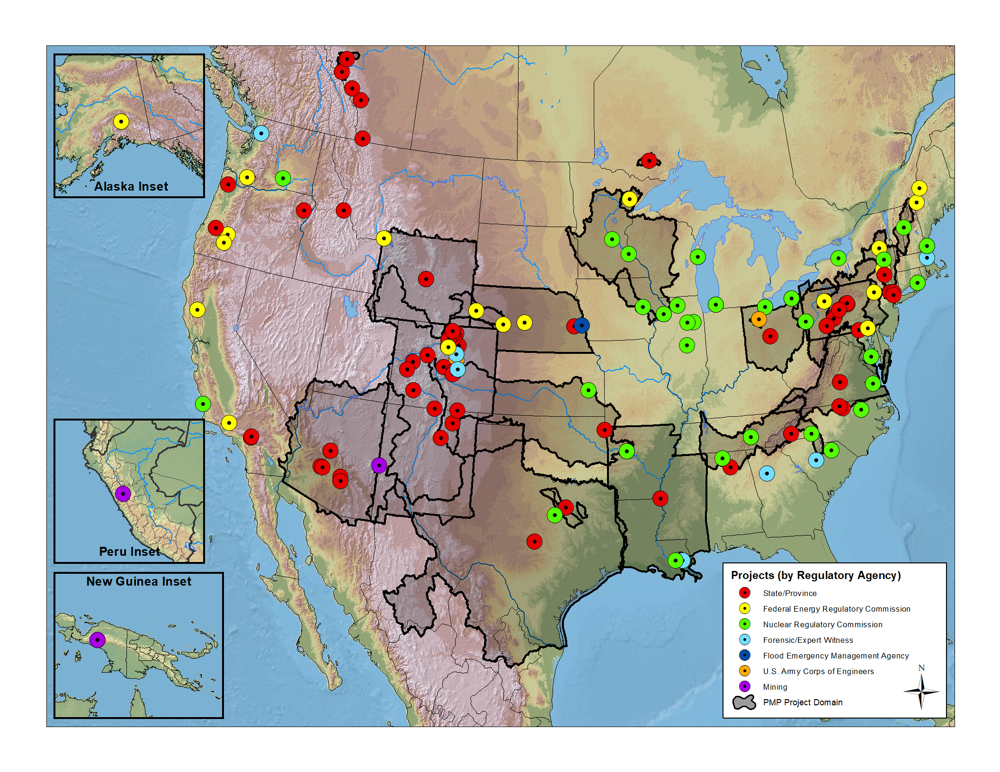 Alaska Inset
Peru Inset
New Guinea Inset
Projects (by Regulatory Agency)
State/Province
Federal Energy Regulatory Commission
Nuclear Regulatory Commission
Forensic/Expert Witness
Flood Emergency Management Agency
U.S. Army Corps of Engineers
Mining
PMP Project Domain
N